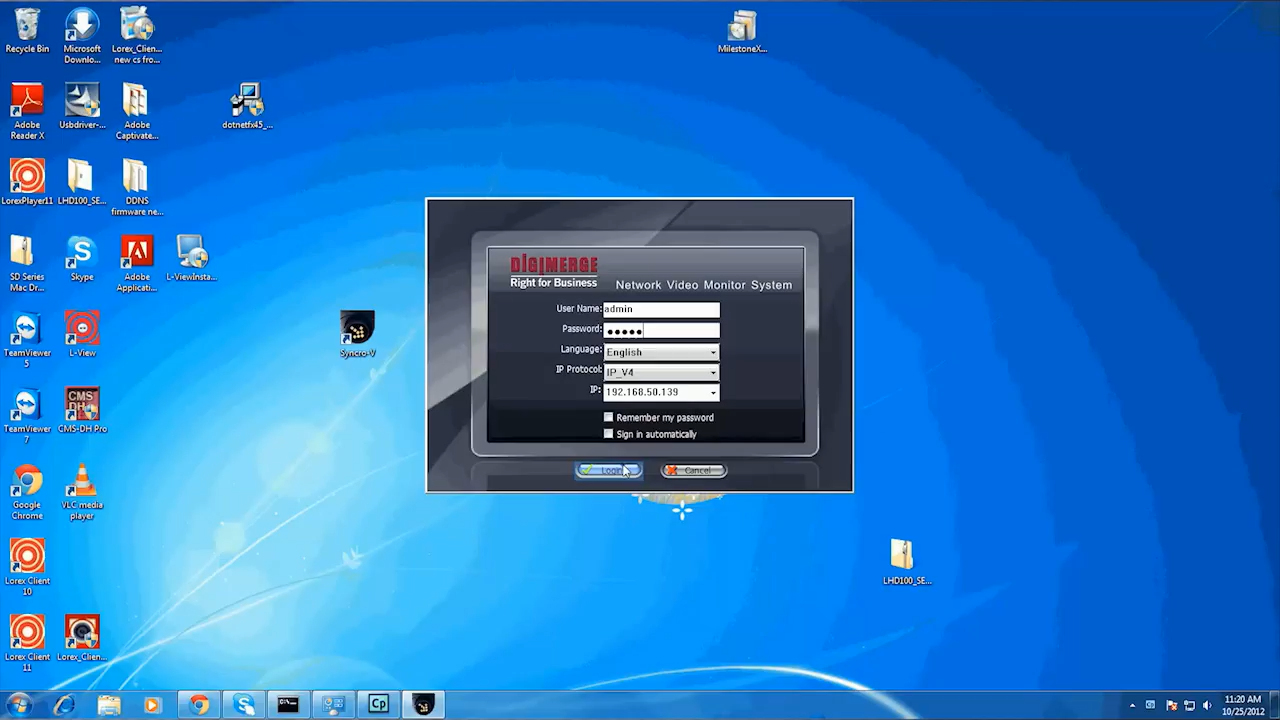 Recycle Bin
Microsoft
Downlo...
Lorex_Clien...
new cs fro...
MilestoneX...
Adobe
Reader X
Usbdriver-...
Adobe
Captivate...
dotnetfx45_...
LorexPlayer11
LHD100_SE...
DDNS
firmware ne...
SD Series
Mac Dr...
Skype
Adobe
Applicati...
L-ViewInsta...
TeamViewer
5
L-View
Syncro-V
TeamViewer
7
CMS
DH
CMS-DH Pro
Google
Chrome
VLC media
player
Lorex Client
10
Lorex Client
11
Lorex_Clien...
LHD100_SE...
DIGIMERGE
Right for Business
Network Video Monitor System
User Name: admin
Password: ●●●●●
Language: English
IP Protocol: IP_V4
IP: 192.168.50.139
Remember my password
Sign in automatically
Login
Cancel
C:\.
Cp
11:20 AM
10/25/2012